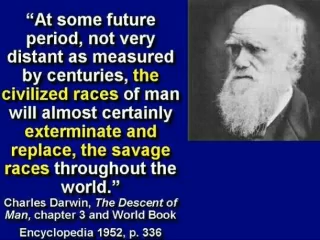 “At some future
period, not very
distant as measured
by centuries, the
civilized races of man
will almost certainly
exterminate and
replace, the savage
races throughout the
world.”
Charles Darwin, The Descent of
Man, chapter 3 and World Book
Encyclopedia 1952, p. 336